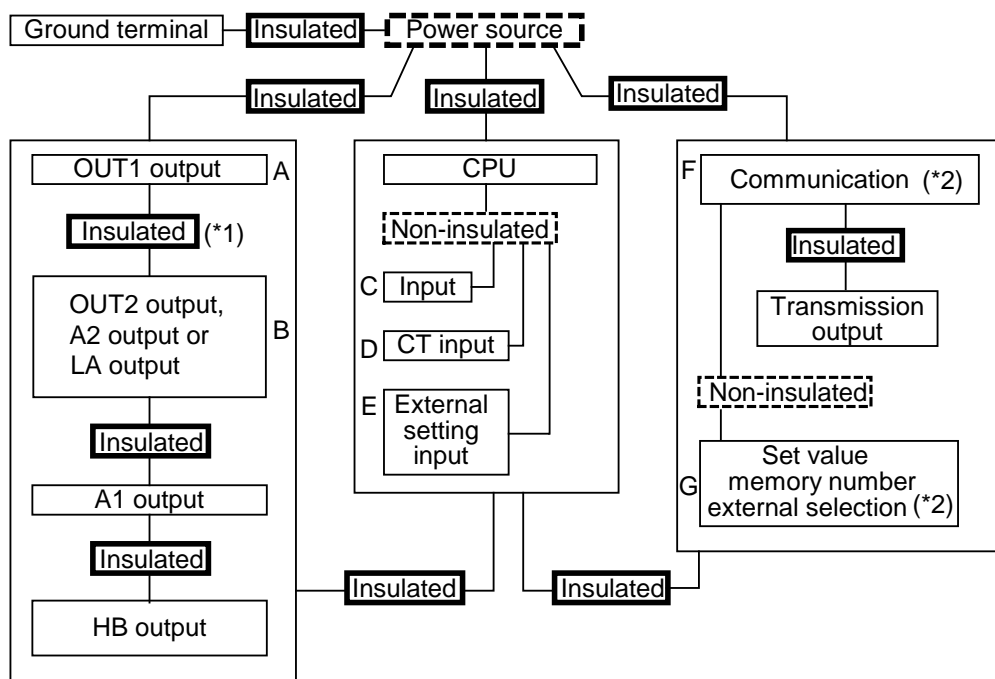 Ground terminal
Insulated
Power source
Insulated
Insulated
Insulated
OUT1 output
A
Insulated
(*1)
OUT2 output,
A2 output or
LA output
B
Insulated
A1 output
Insulated
HB output
CPU
Non-insulated
C
Input
D
CT input
E
External
setting
input
F
Communication (*2)
Insulated
Transmission
output
Non-insulated
G
Set value
memory number
external selection (*2)
Insulated
Insulated